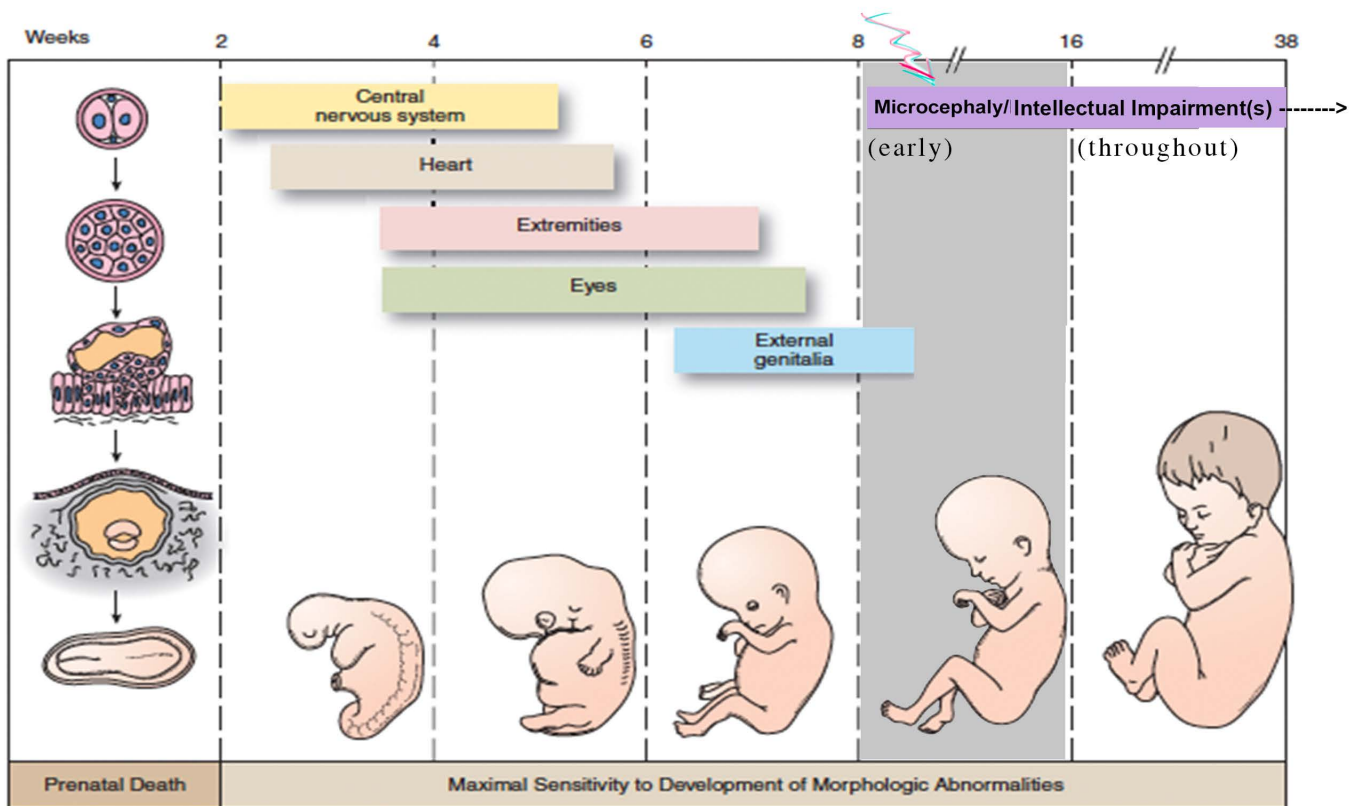 Weeks 2 4 6 8 // 16 // 38
Central
nervous system
Microcephaly/Intellectual Impairment(s) -------->
(early) (throughout)
Heart
Extremities
Eyes
External
genitalia
Prenatal Death Maximal Sensitivity to Development of Morphologic Abnormalities